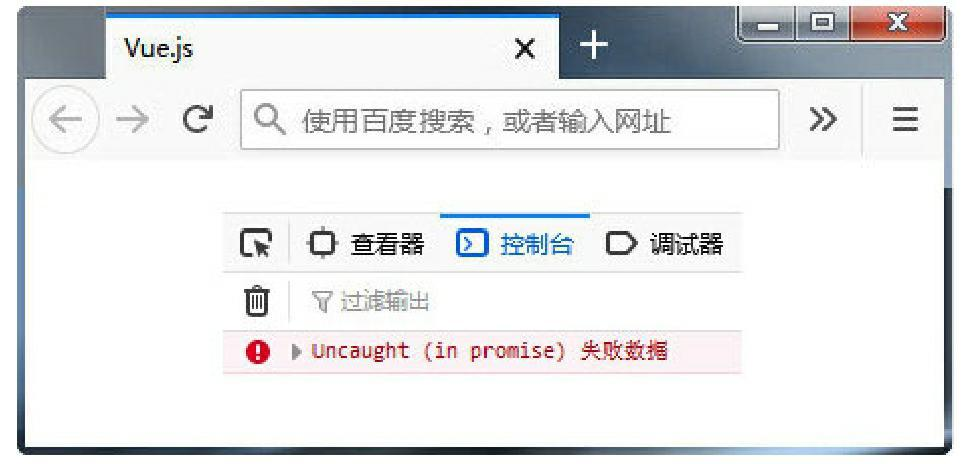 Vue.js
使用百度搜索，或者输入网址
查看器 控制台 调试器
过滤输出
Uncaught (in promise) 失败数据